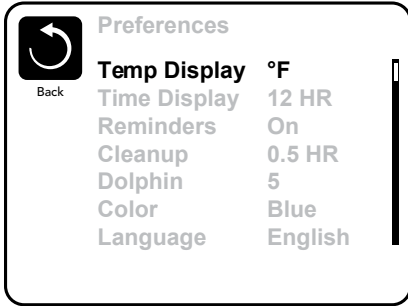 Preferences
Back
Temp Display °F
Time Display 12 HR
Reminders On
Cleanup 0.5 HR
Dolphin 5
Color Blue
Language English